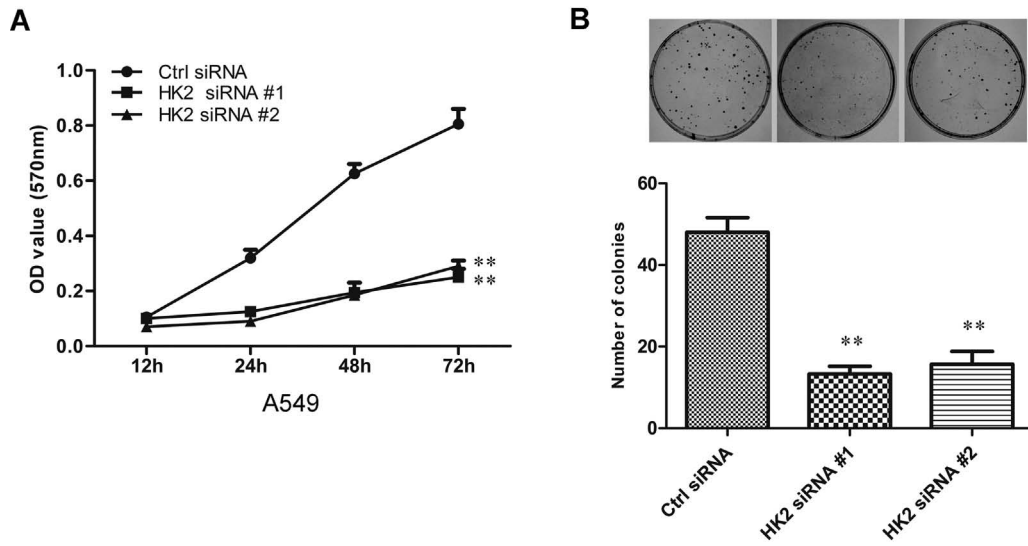 A
B
OD value (570nm)
1.0
0.8
0.6
0.4
0.2
0.0
Ctrl siRNA
HK2 siRNA #1
HK2 siRNA #2
**
**
12h
24h
48h
72h
A549
Number of colonies
60
40
20
0
**
**
Ctrl siRNA
HK2 siRNA #1
HK2 siRNA #2